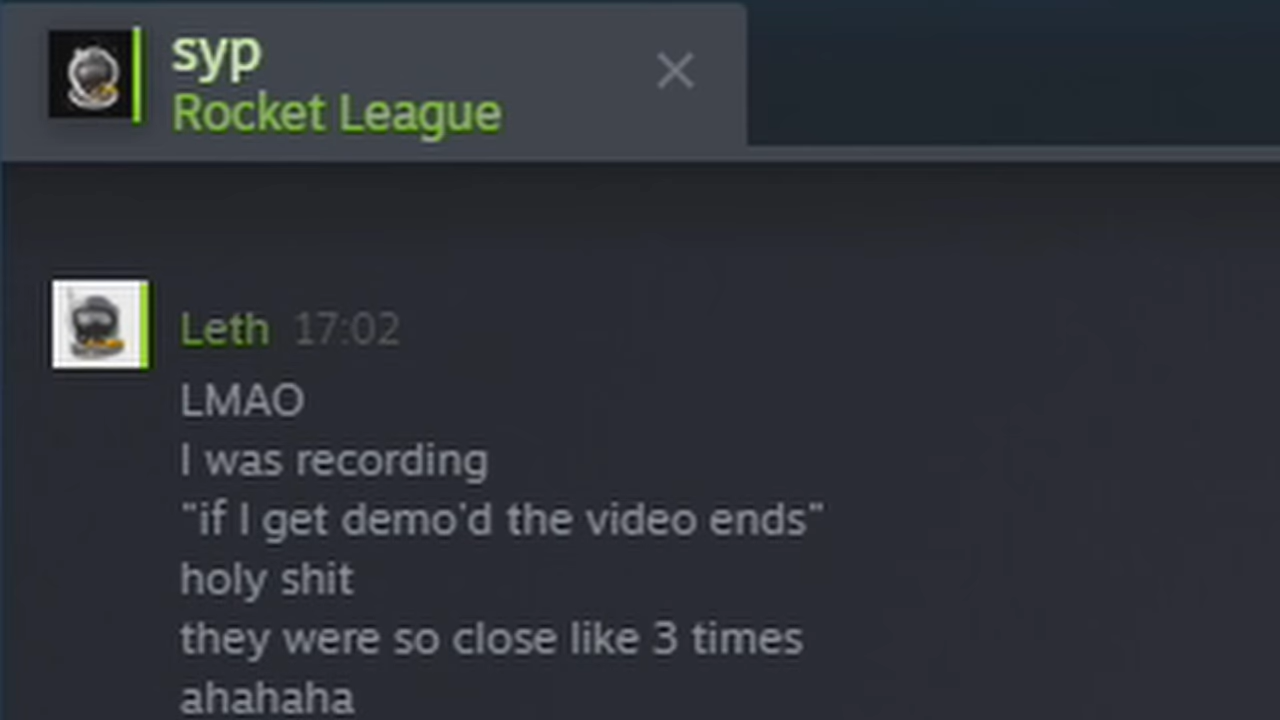 syp
Rocket League
Leth 17:02
LMAO
I was recording
"if I get demo'd the video ends"
holy shit
they were so close like 3 times
ahahaha